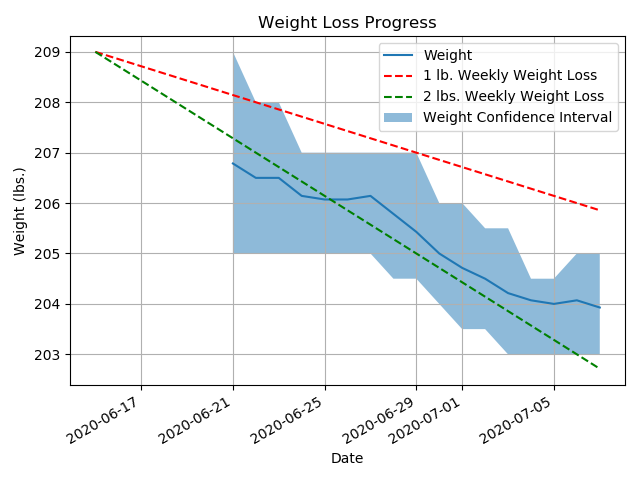 Weight Loss Progress
Weight
1 lb. Weekly Weight Loss
2 lbs. Weekly Weight Loss
Weight Confidence Interval
Weight (lbs.)
209
208
207
206
205
204
203
2020-06-17
2020-06-21
2020-06-25
2020-06-29
2020-07-01
2020-07-05
Date